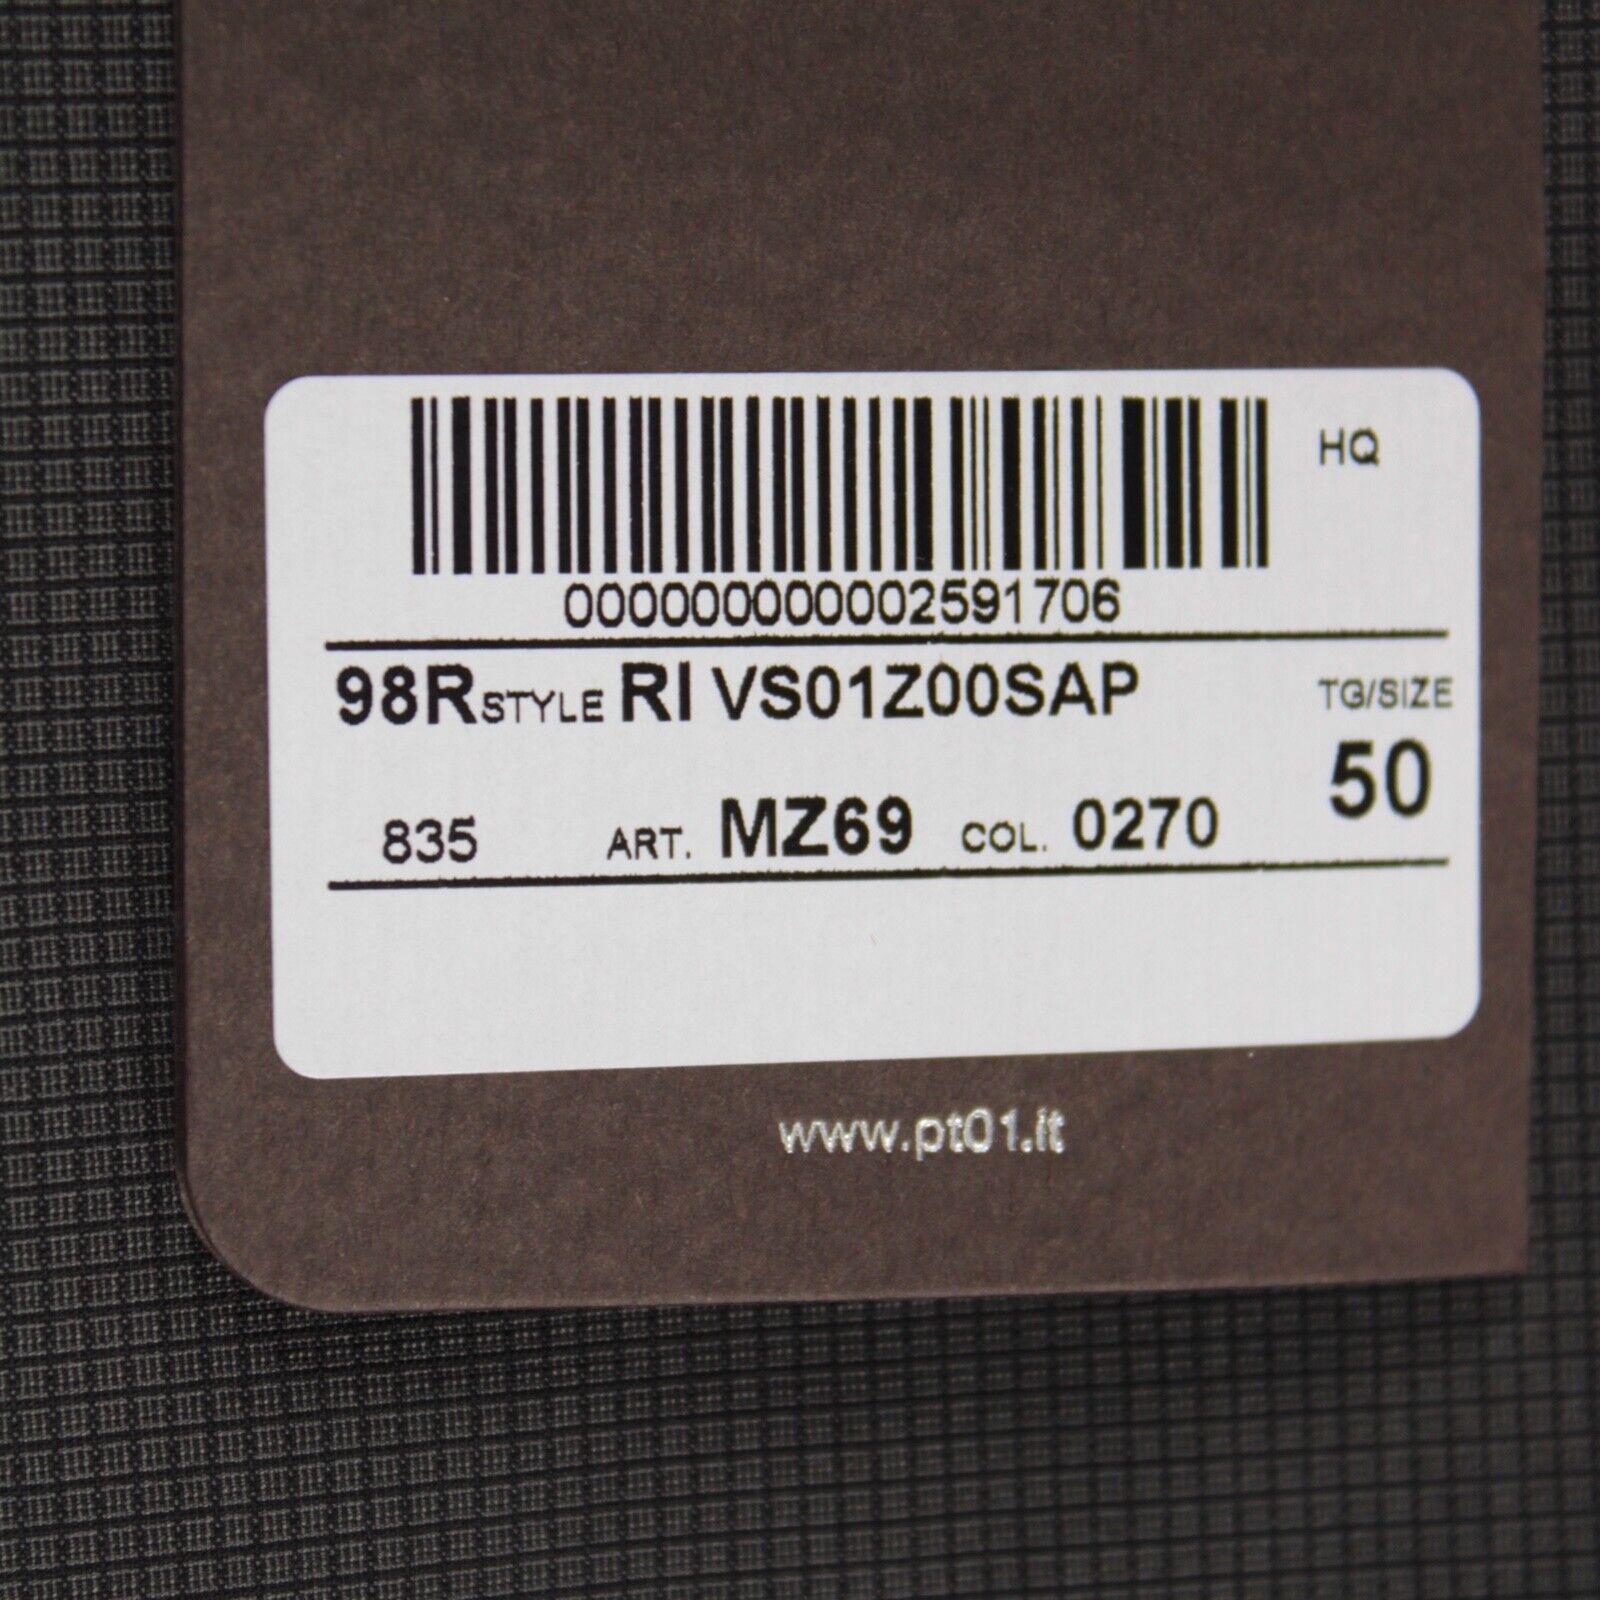 HQ
0000000000002591706
98R STYLE RI VS01Z00SAP
TG/SIZE
50
835 ART. MZ69 COL. 0270
www.pt01.it